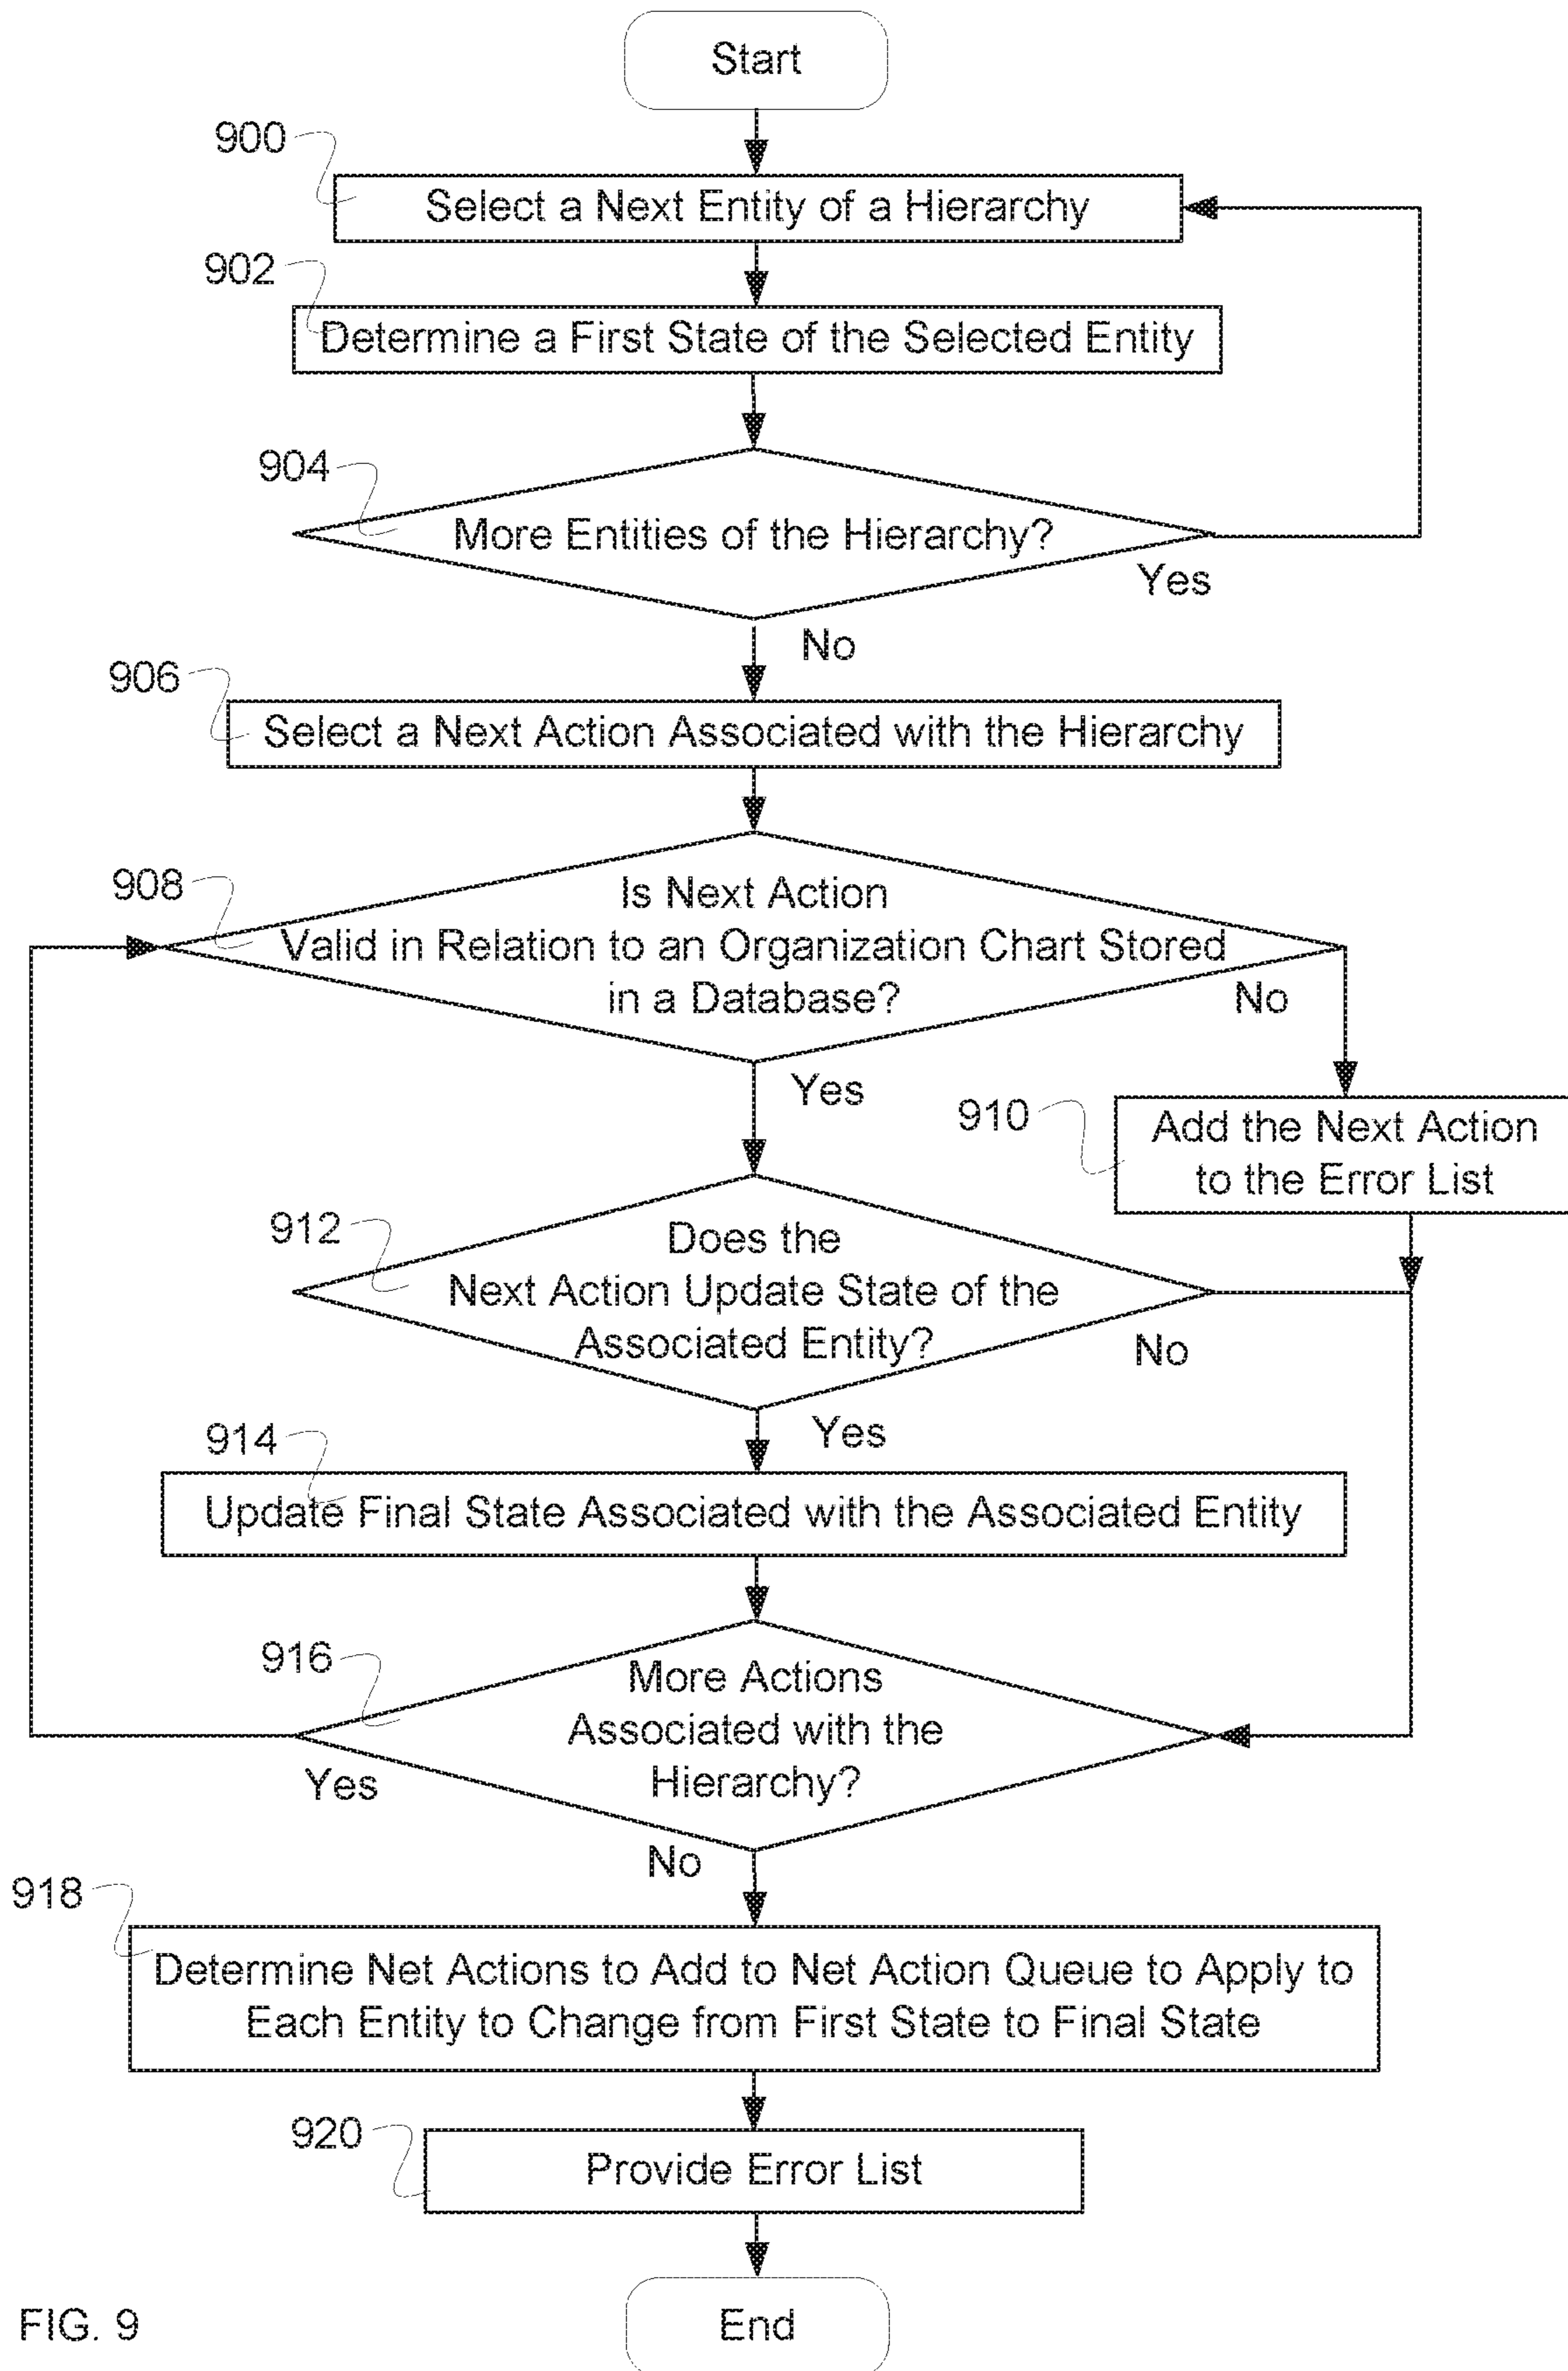 Start
900
Select a Next Entity of a Hierarchy
902
Determine a First State of the Selected Entity
904
More Entities of the Hierarchy?
Yes
No
906
Select a Next Action Associated with the Hierarchy
908
Is Next Action
Valid in Relation to an Organization Chart Stored
in a Database?
No
Yes
910
Add the Next Action
to the Error List
912
Does the
Next Action Update State of the
Associated Entity?
No
Yes
914
Update Final State Associated with the Associated Entity
916
More Actions
Associated with the
Hierarchy?
Yes
No
918
Determine Net Actions to Add to Net Action Queue to Apply to
Each Entity to Change from First State to Final State
920
Provide Error List
End
FIG. 9